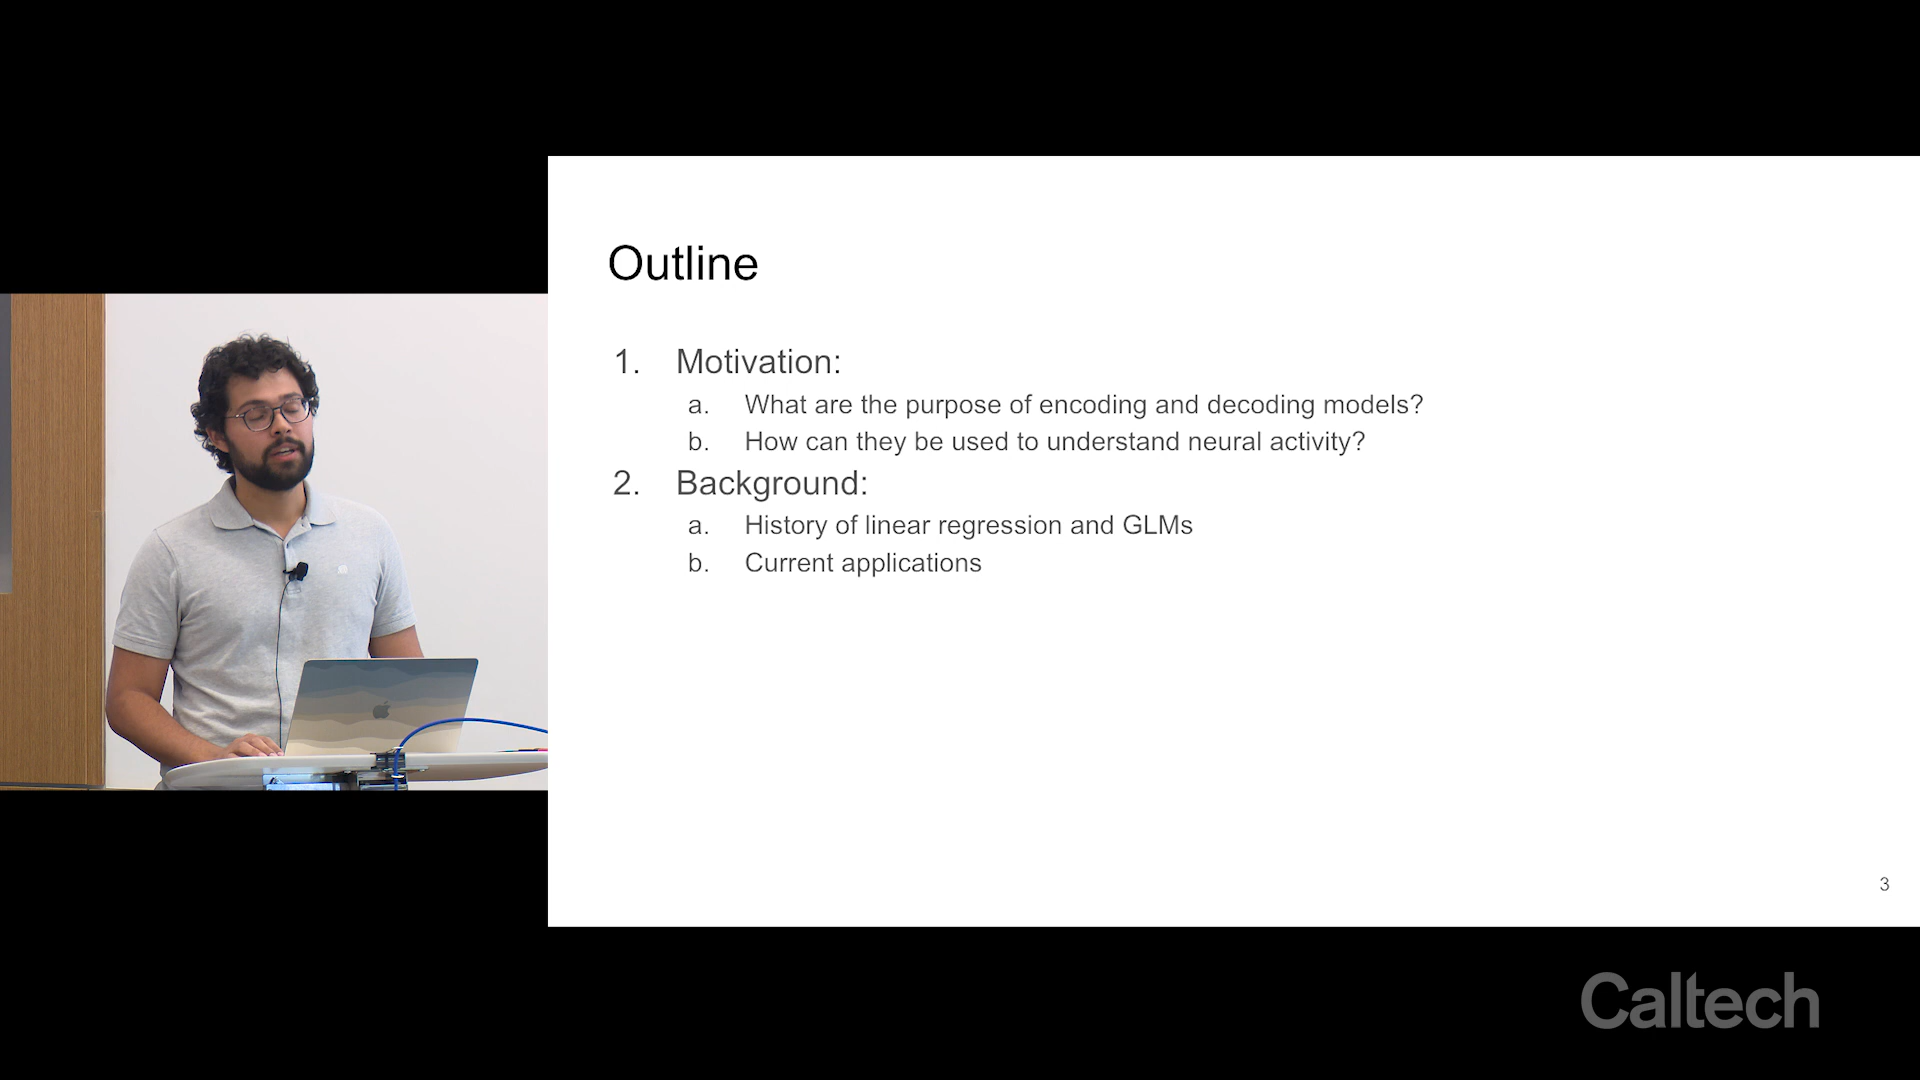 Outline
1. Motivation:
a. What are the purpose of encoding and decoding models?
b. How can they be used to understand neural activity?
2. Background:
a. History of linear regression and GLMs
b. Current applications
3
Caltech